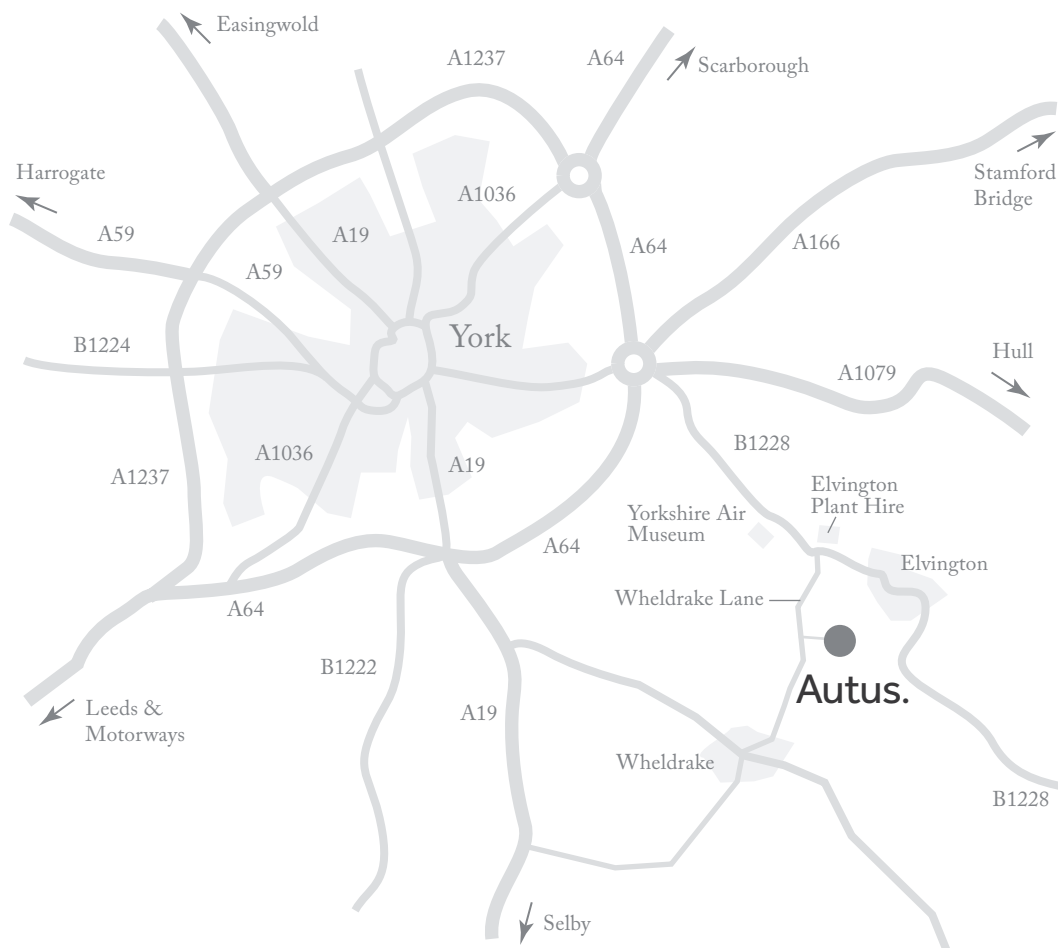 Easingwold
A1237
A64
Scarborough
Harrogate
Stamford
Bridge
A1036
A59
A19
A64
A166
A59
York
B1224
Hull
A1079
B1228
A1036
A19
A1237
Elvington
Plant Hire
Yorkshire Air
Museum
A64
Elvington
Wheldrake Lane
A64
B1222
Autus.
Leeds &
Motorways
A19
Wheldrake
B1228
Selby